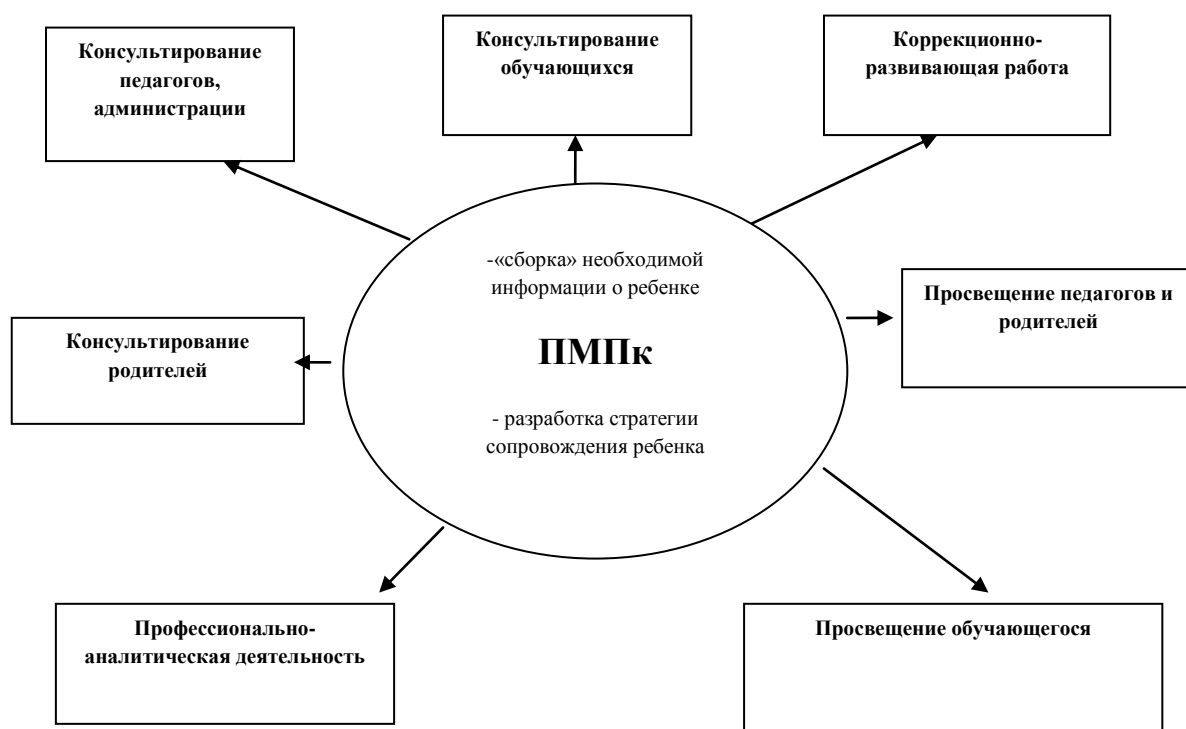 Консультирование
педагогов,
администрации
Консультирование
обучающихся
Коррекционно-
развивающая работа
-«сборка» необходимой
информации о ребенке
ПМПк
- разработка стратегии
сопровождения ребенка
Просвещение педагогов и
родителей
Консультирование
родителей
Профессионально-
аналитическая деятельность
Просвещение обучающегося